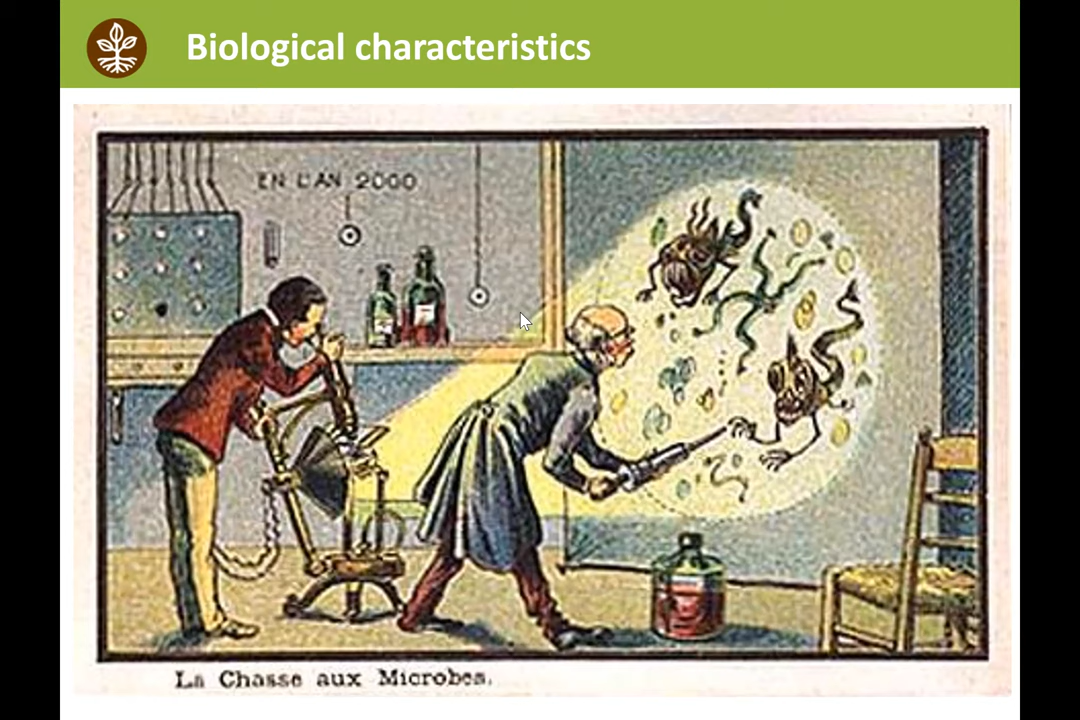 Biological characteristics
EN L'AN 2000
La Chasse aux Microbes.